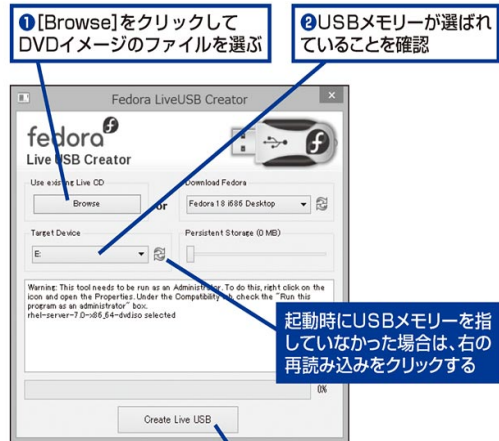 ❶[Browse]をクリックして
DVDイメージのファイルを選ぶ
❷USBメモリーが選ばれ
ていることを確認
Fedora LiveUSB Creator
fedora
Live USB Creator
Use existing Live CD
Browse
or
Download Fedora
Fedora 18 i686 Desktop
Target Device
E:
Persistent Storage (0 MB)
Warning: This tool needs to be run as an Administrator. To do this, right click on the
icon and open the Properties. Under the Compatibility tab, check the "Run this
program as an administrator" box.
rhel-server-7.0-x86_64-dvdiso selected
起動時にUSBメモリーを指
していなかった場合は、右の
再読み込みをクリックする
0%
Create Live USB